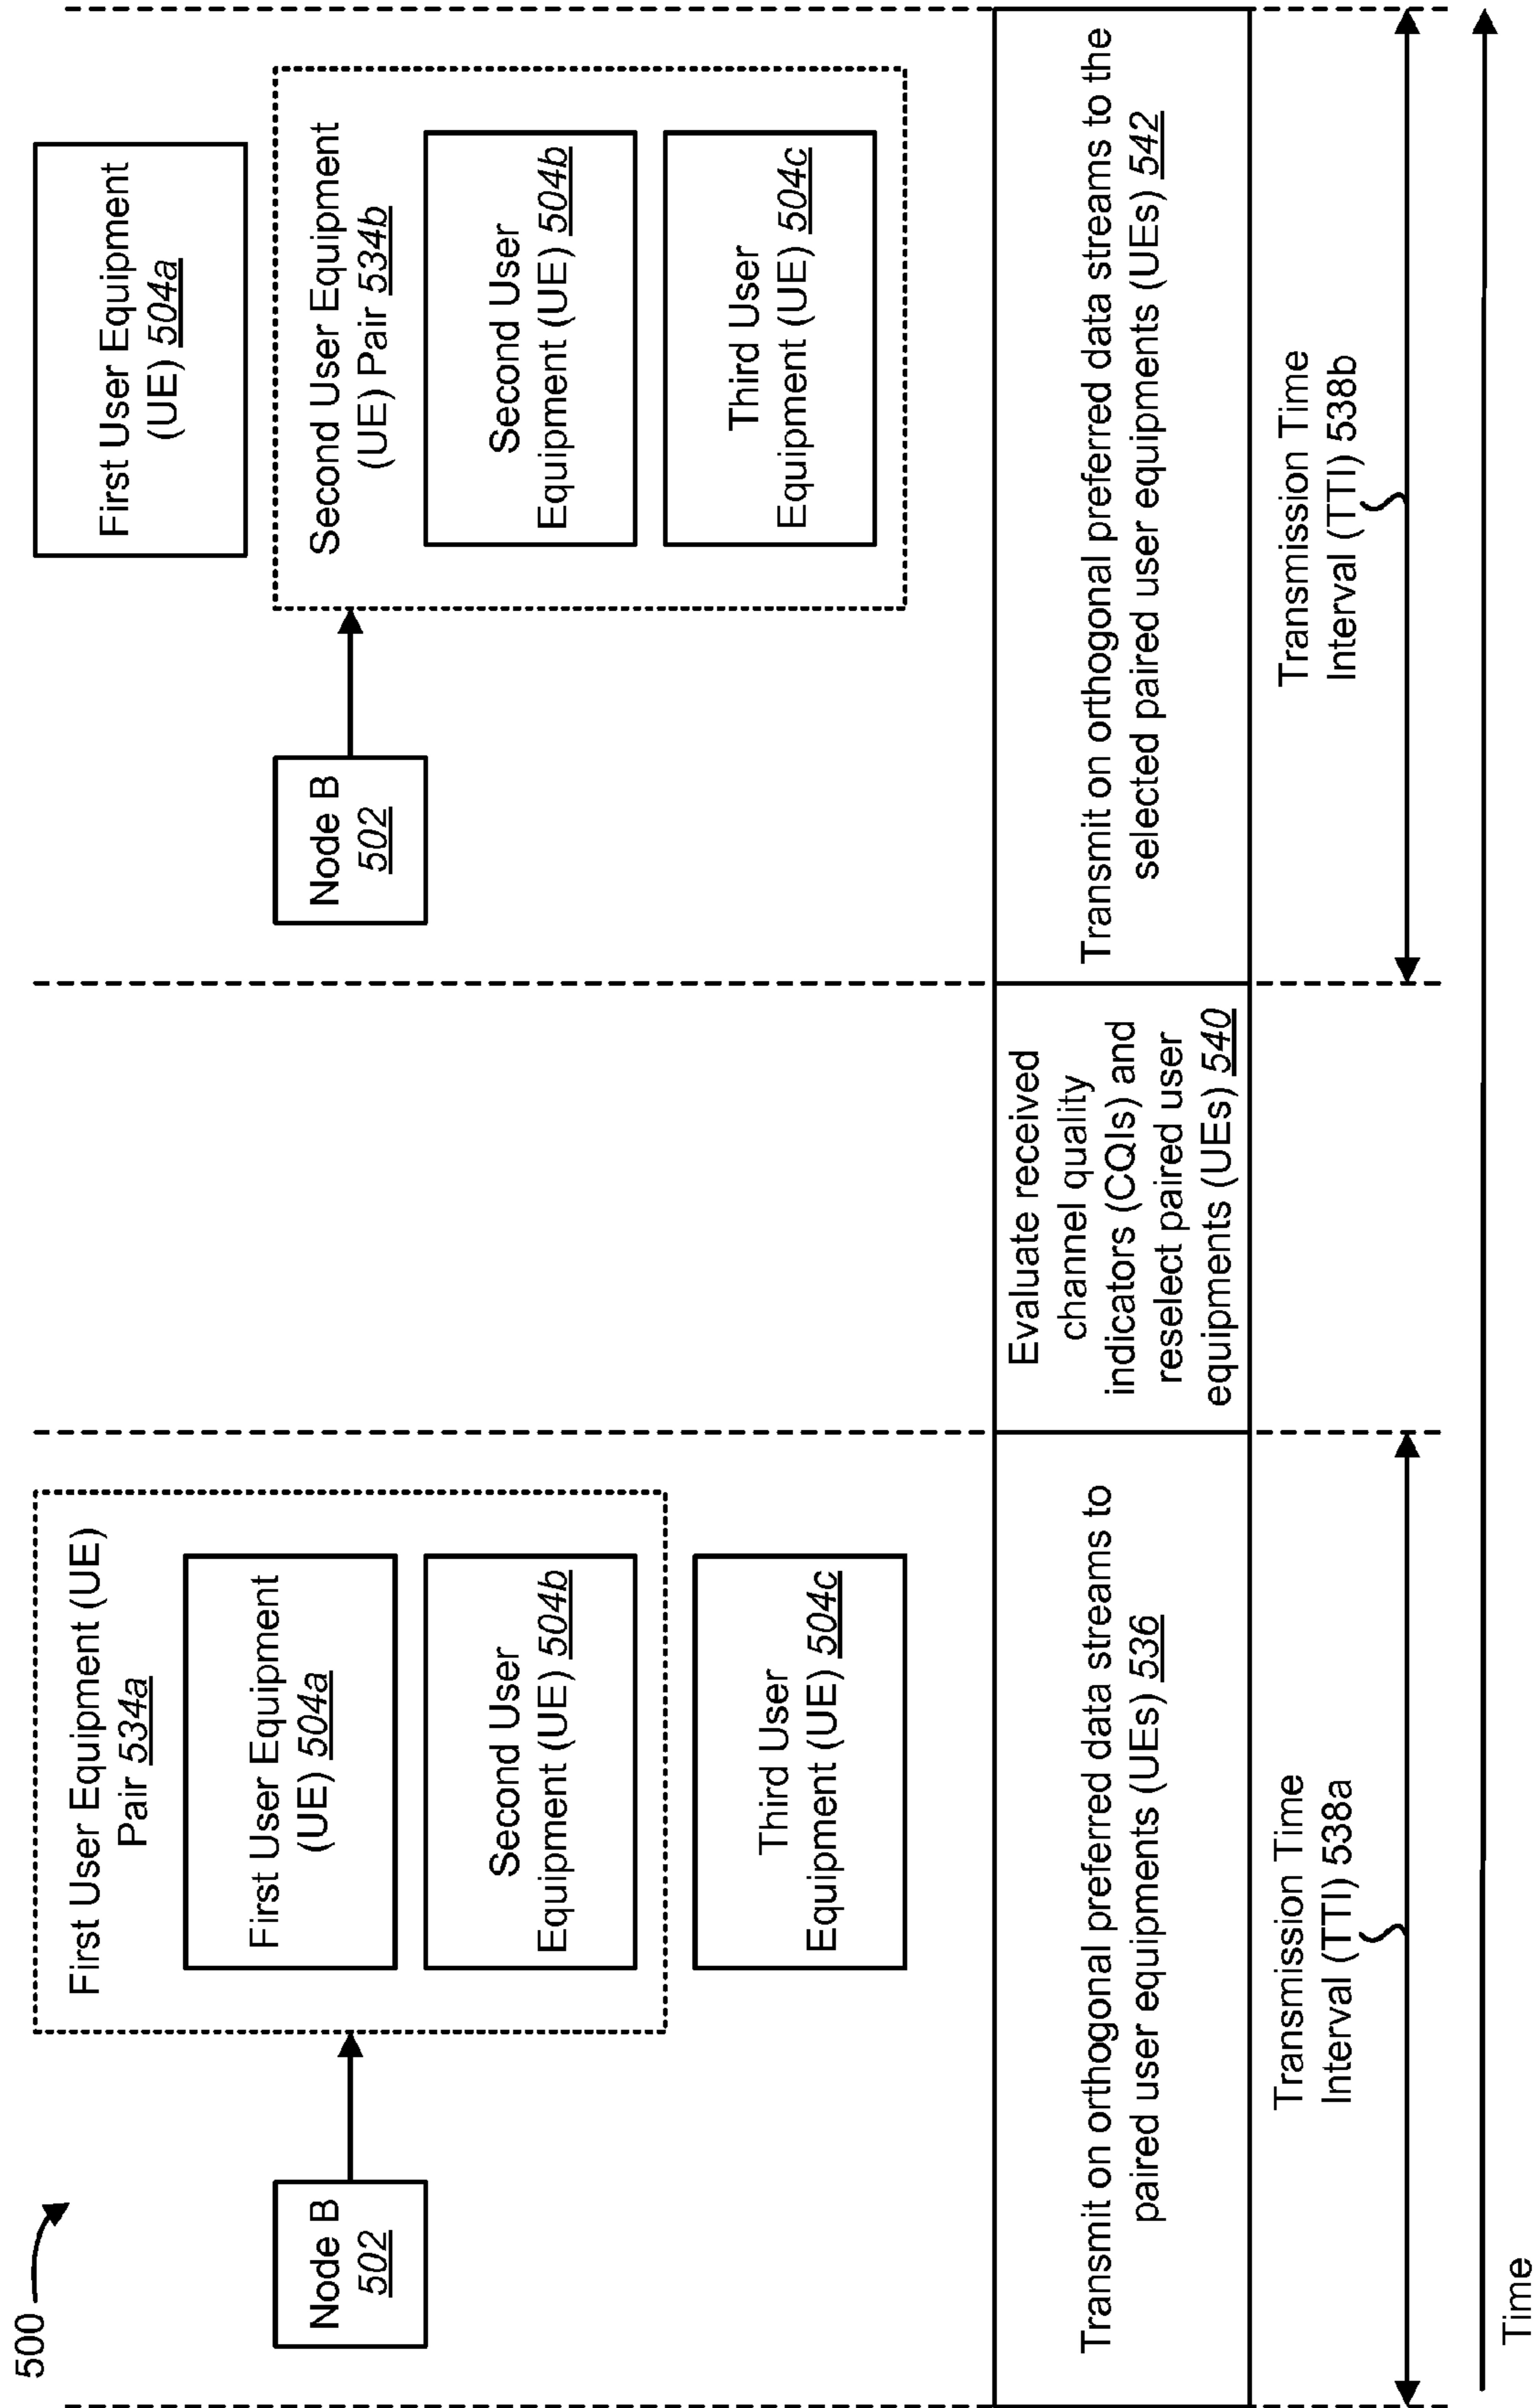 500
Node B
502
First User Equipment (UE)
Pair 534a
First User Equipment
(UE) 504a
Second User
Equipment (UE) 504b
Third User
Equipment (UE) 504c
Node B
502
First User Equipment
(UE) 504a
Second User Equipment
(UE) Pair 534b
Second User
Equipment (UE) 504b
Third User
Equipment (UE) 504c
Transmit on orthogonal preferred data streams to
paired user equipments (UEs) 536
Evaluate received
channel quality
indicators (CQIs) and
reselect paired user
equipments (UEs) 540
Transmit on orthogonal preferred data streams to the
selected paired user equipments (UEs) 542
Transmission Time
Interval (TTI) 538a
Transmission Time
Interval (TTI) 538b
Time